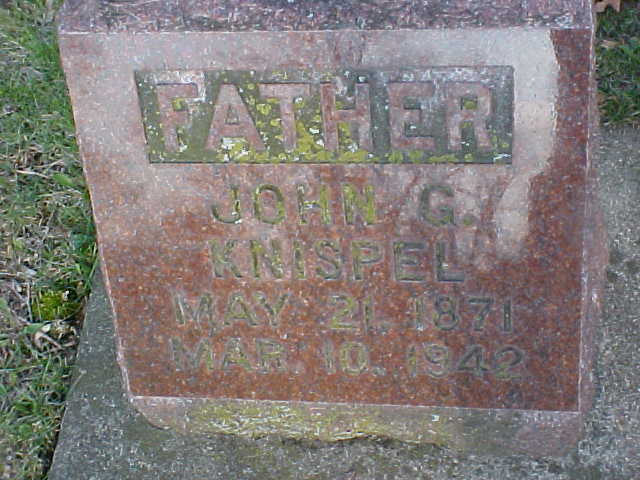 FATHER
JOHN G.
KNISPEL
MAY 21, 1871
MAR. 10, 1942